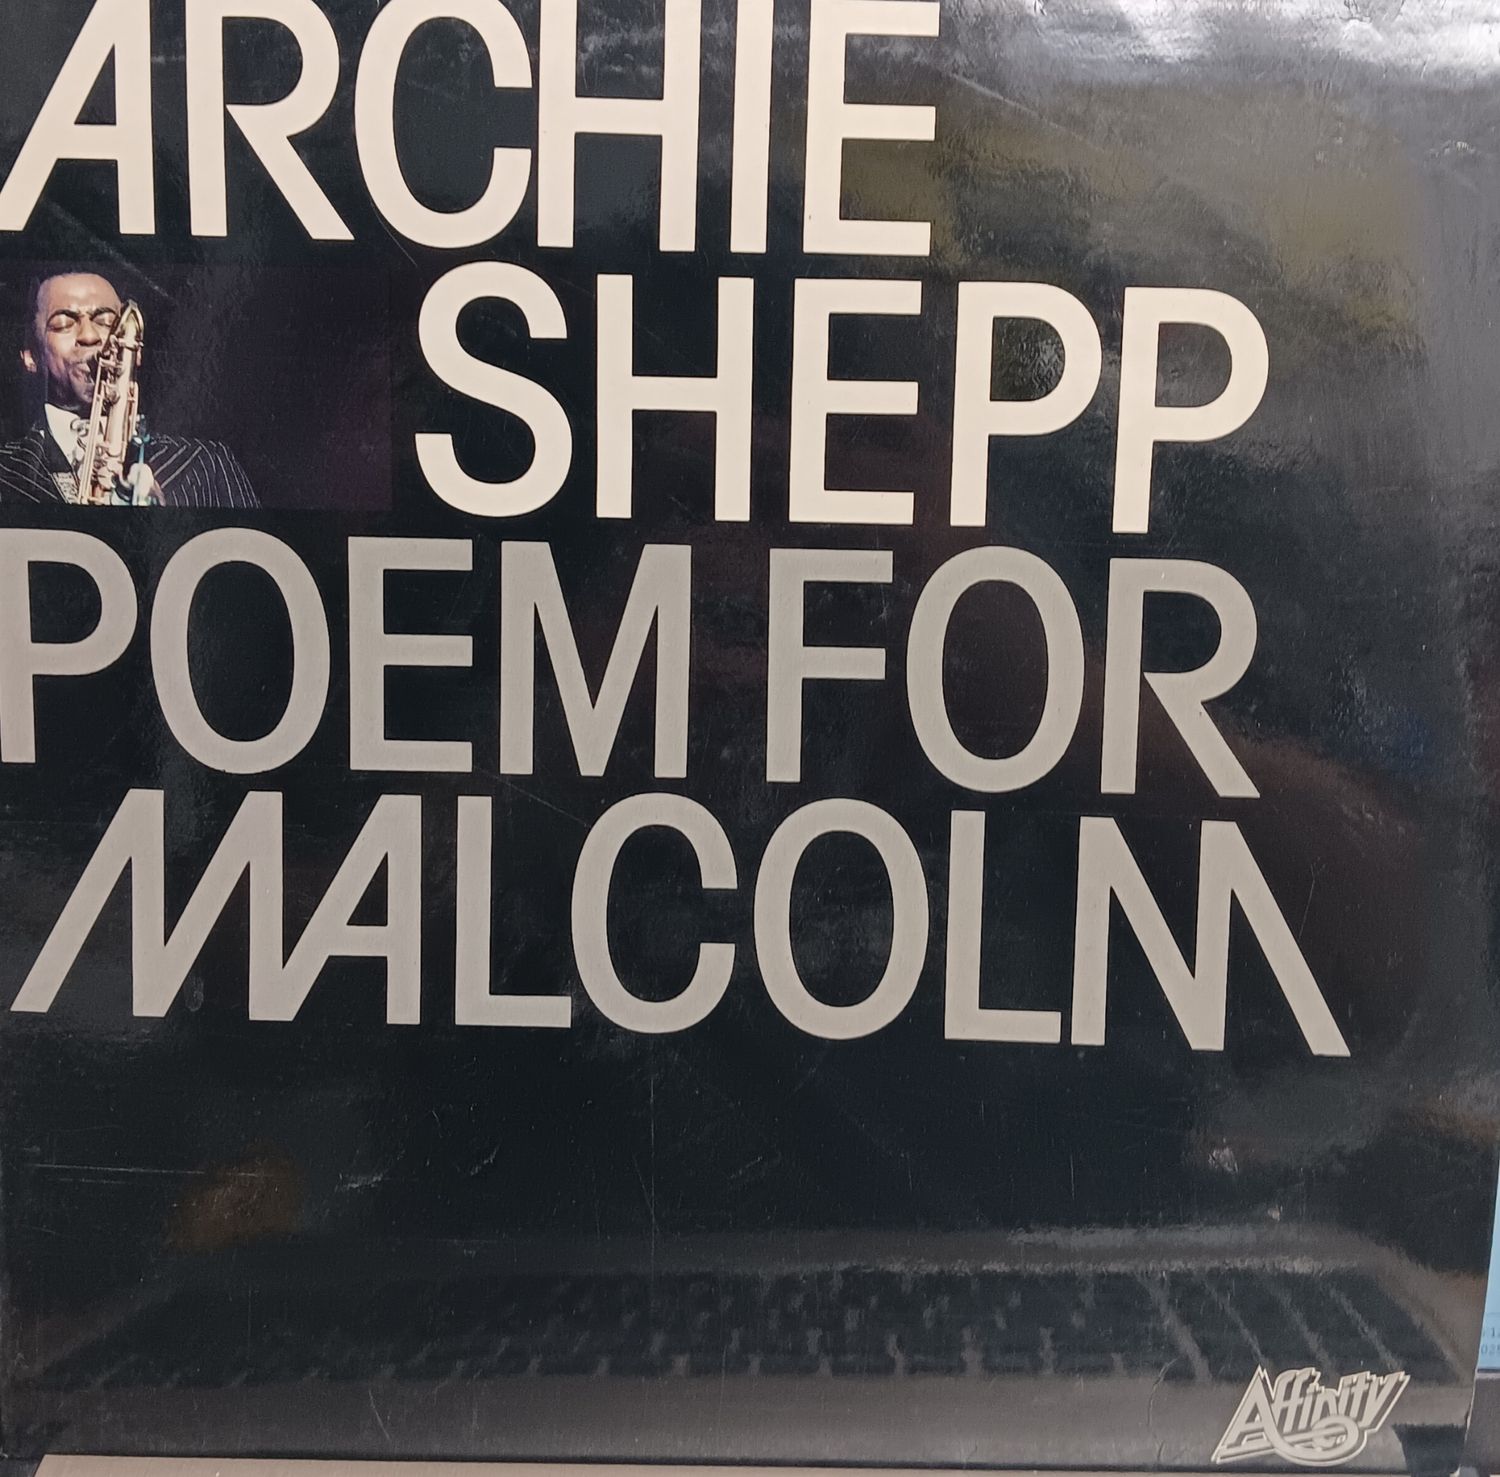 ARCHIE
SHEPP
POEM FOR
MALCOLM
Affinity